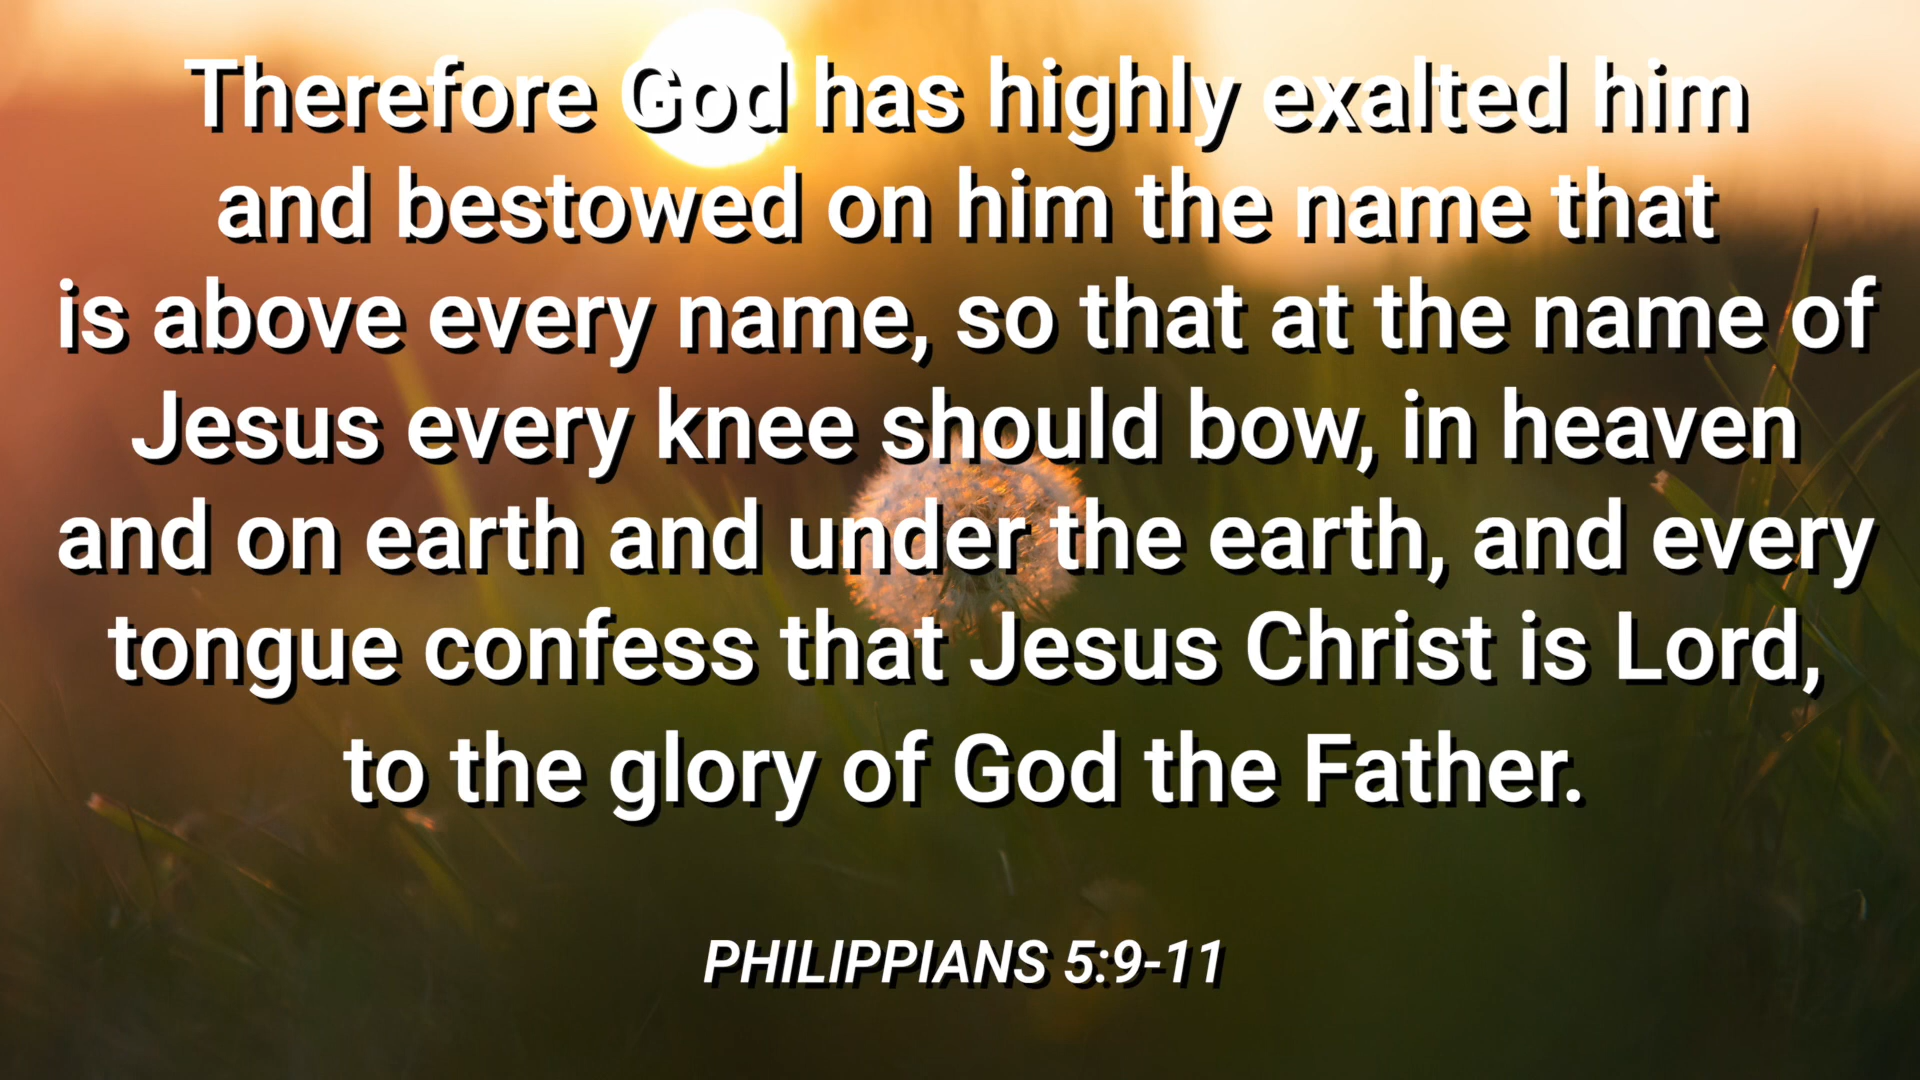 Therefore God has highly exalted him
and bestowed on him the name that
is above every name, so that at the name of
Jesus every knee should bow, in heaven
and on earth and under the earth, and every
tongue confess that Jesus Christ is Lord,
to the glory of God the Father.
PHILIPPIANS 5:9-11